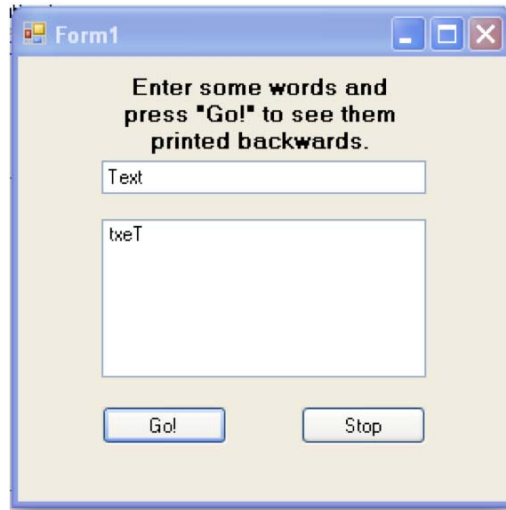 Form1
Enter some words and
press "Go!" to see them
printed backwards.
Text
txeT
Go!
Stop